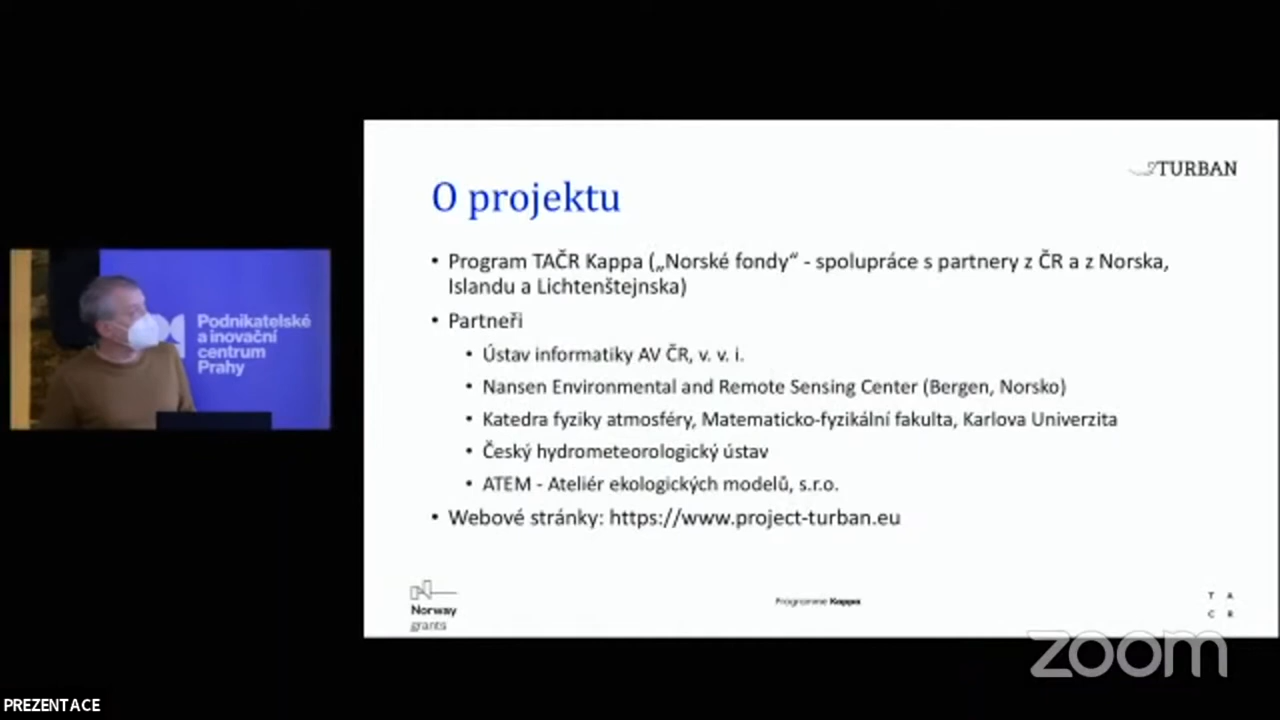 TURBAN
O projektu
• Program TAČR Kappa („Norské fondy“ - spolupráce s partnery z ČR a z Norska,
Islandu a Lichtenštejnska)
• Partneři
• Ústav informatiky AV ČR, v. v. i.
• Nansen Environmental and Remote Sensing Center (Bergen, Norsko)
• Katedra fyziky atmosféry, Matematicko-fyzikální fakulta, Karlova Univerzita
• Český hydrometeorologický ústav
• ATEM - Ateliér ekologických modelů, s.r.o.
• Webové stránky: https://www.project-turban.eu
Podnikatelské
a inovační
centrum
Prahy
Norway
grants
Programme Kappa
T A
Č R
zoom
PREZENTACE